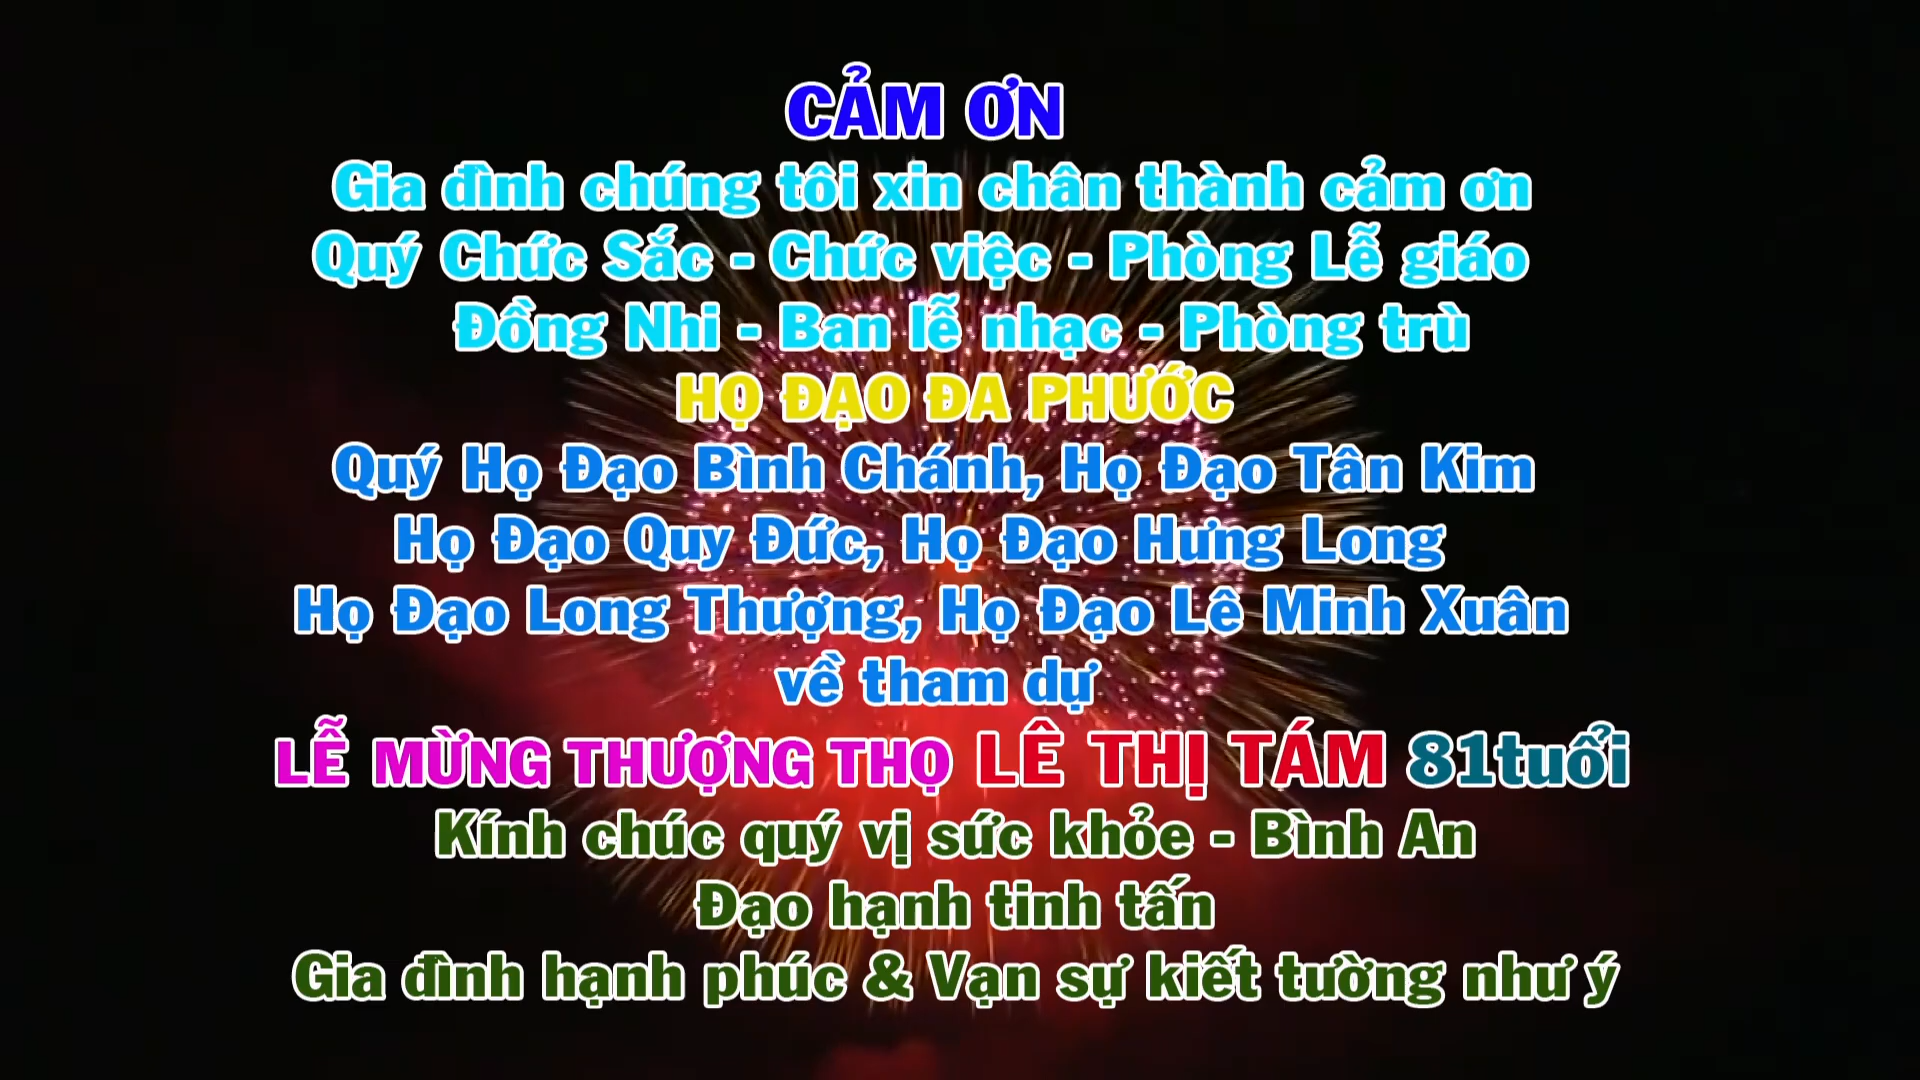 CẢM ƠN
Gia đình chúng tôi xin chân thành cảm ơn
Quý Chức Sắc - Chức việc - Phòng Lễ giáo
Đồng Nhi - Ban lễ nhạc - Phòng trù
HỌ ĐẠO ĐA PHƯỚC
Quý Họ Đạo Bình Chánh, Họ Đạo Tân Kim
Họ Đạo Quy Đức, Họ Đạo Hưng Long
Họ Đạo Long Thượng, Họ Đạo Lê Minh Xuân
về tham dự
LỄ MỪNG THƯỢNG THỌ LÊ THỊ TÁM 81tuổi
Kính chúc quý vị sức khỏe - Bình An
Đạo hạnh tinh tấn
Gia đình hạnh phúc & Vạn sự kiết tường như ý